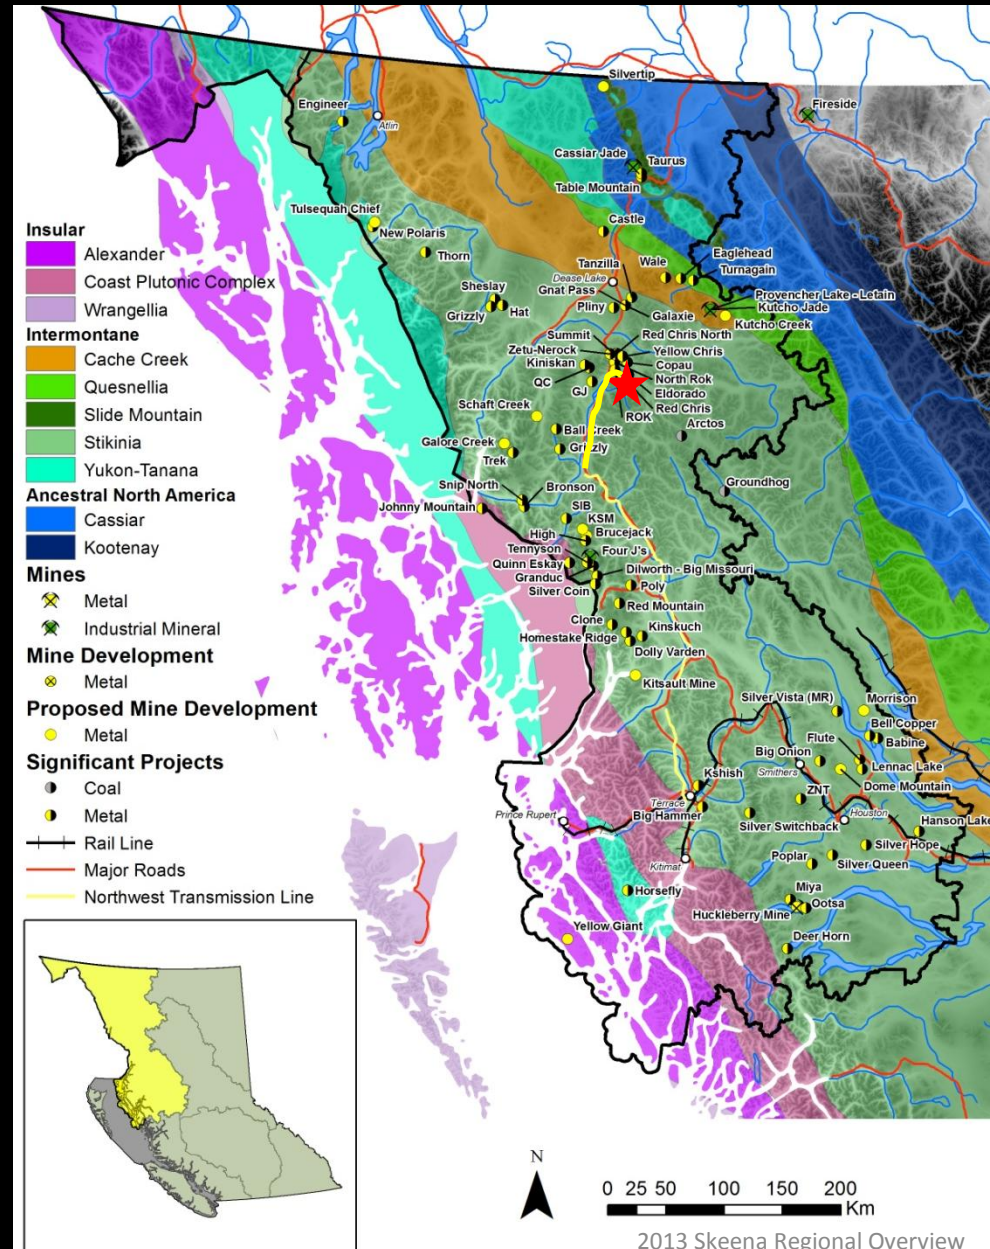 Silvertip
Fireside
Engineer
Atlin
Cassiar Jade
Taurus
Table Mountain
Tulsequah Chief
New Polaris
Castle
Thorn
Tanzilla
Wale
Eaglehead
Turnagain
Dease Lake
Gnat Pass
Sheslay
Provencher Lake - Letain
Kutcho Jade
Grizzly
Hat
Pliny
Galaxie
Kutcho Creek
Summit
Red Chris North
Zetu-Nerock
Yellow Chris
Kiniskan
Copau
QC
North Rok
GJ
Eldorado
Red Chris
Schaft Creek
ROK
Arctos
Ball Creek
Galore Creek
Grizzly
Trek
Snip North
Bronson
Groundhog
Johnny Mountain
SIB
KSM
High
Brucejack
Tennyson
Four J's
Quinn Eskay
Dilworth - Big Missouri
Granduc
Silver Coin
Poly
Red Mountain
Clone
Kinskuch
Homestake Ridge
Dolly Varden
Kitsault Mine
Silver Vista (MR)
Morrison
Bell Copper
Flute
Babine
Big Onion
Lennac Lake
Smithers
Dome Mountain
Kshish
ZNT
Terrace
Prince Rupert
Big Hammer
Houston
Hanson Lake
Silver Switchback
Silver Hope
Kitimat
Poplar
Silver Queen
Horsefly
Miya
Ootsa
Huckleberry Mine
Yellow Giant
Deer Horn
Insular
Alexander
Coast Plutonic Complex
Wrangellia
Intermontane
Cache Creek
Quesnellia
Slide Mountain
Stikinia
Yukon-Tanana
Ancestral North America
Cassiar
Kootenay
Mines
Metal
Industrial Mineral
Mine Development
Metal
Proposed Mine Development
Metal
Significant Projects
Coal
Metal
Rail Line
Major Roads
Northwest Transmission Line
N
0 25 50 100 150 200
Km
2013 Skeena Regional Overview